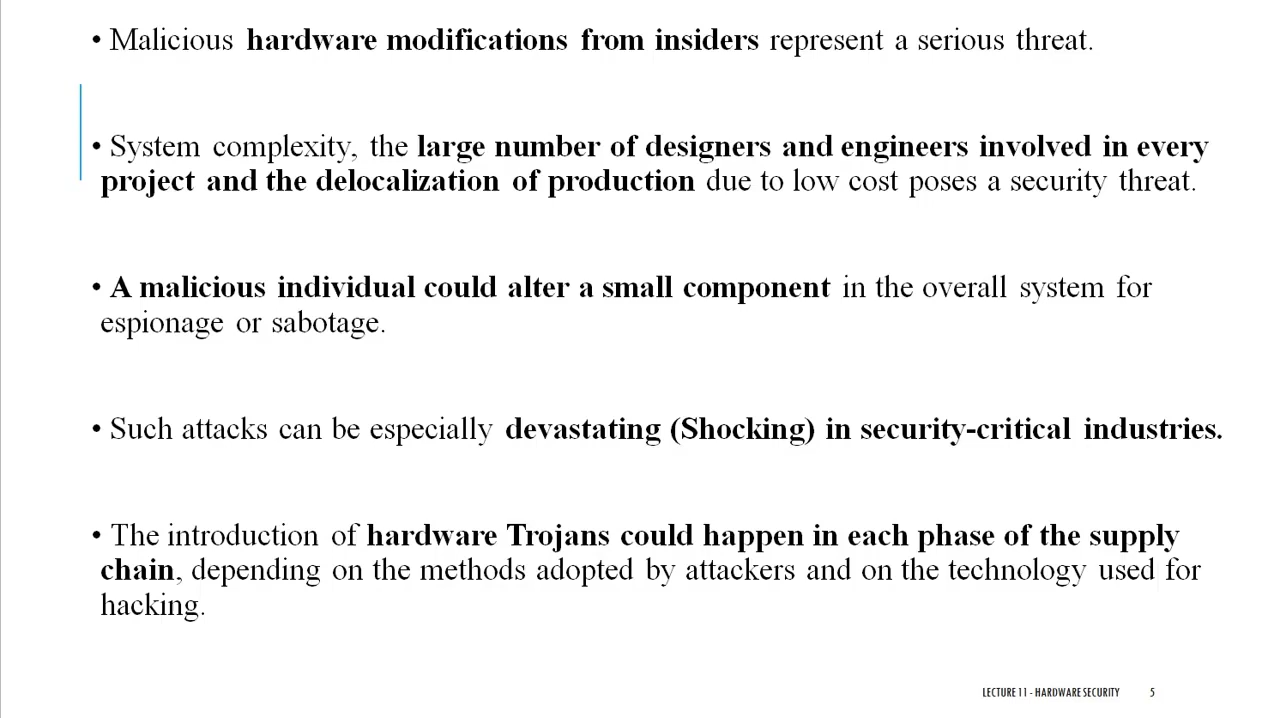 • Malicious hardware modifications from insiders represent a serious threat.
• System complexity, the large number of designers and engineers involved in every
project and the delocalization of production due to low cost poses a security threat.
• A malicious individual could alter a small component in the overall system for
espionage or sabotage.
• Such attacks can be especially devastating (Shocking) in security-critical industries.
• The introduction of hardware Trojans could happen in each phase of the supply
chain, depending on the methods adopted by attackers and on the technology used for
hacking.
LECTURE 11 - HARDWARE SECURITY 5